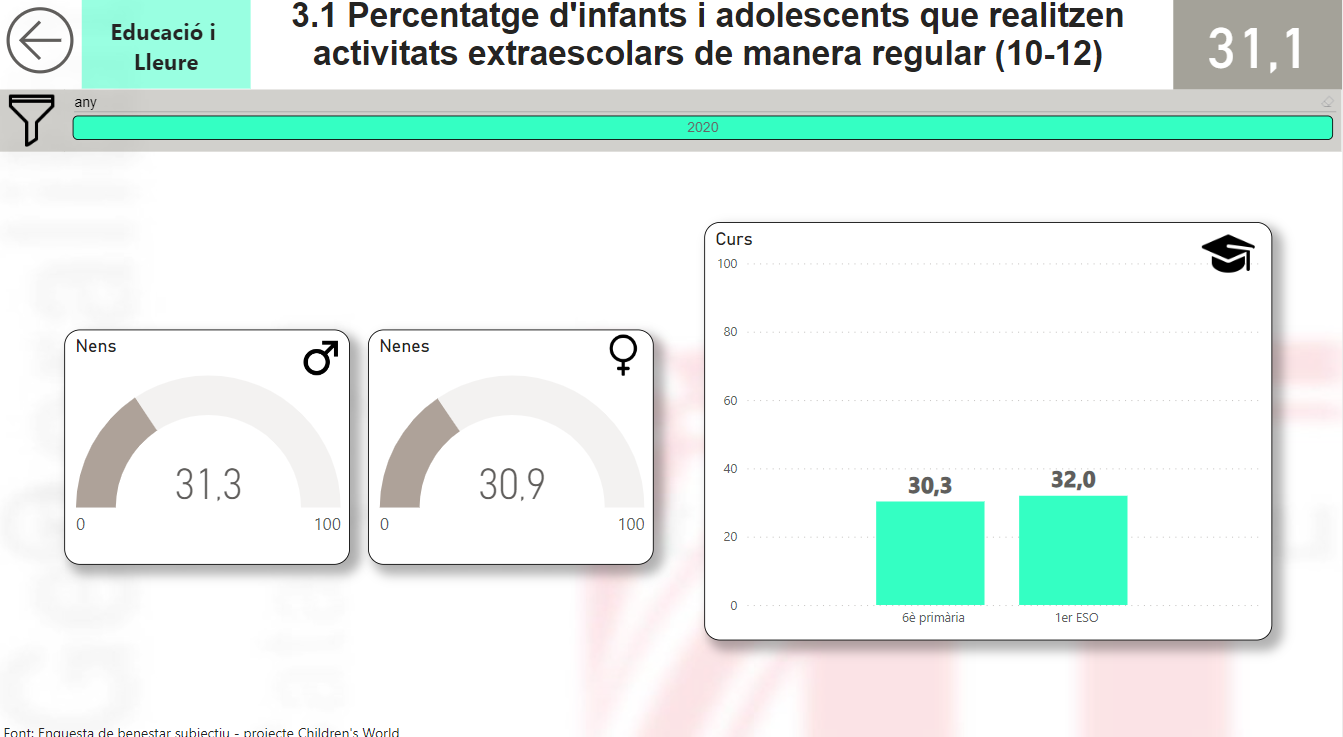 Educació i
Lleure
3.1 Percentatge d'infants i adolescents que realitzen
activitats extraescolars de manera regular (10-12)
31,1
any
2020
Nens
31,3
0
100
Nenes
30,9
0
100
Curs
100
80
60
40
20
0
30,3
32,0
6è primària
1er ESO
Font: Enquesta de benestar subjectiu - projecte Children's World